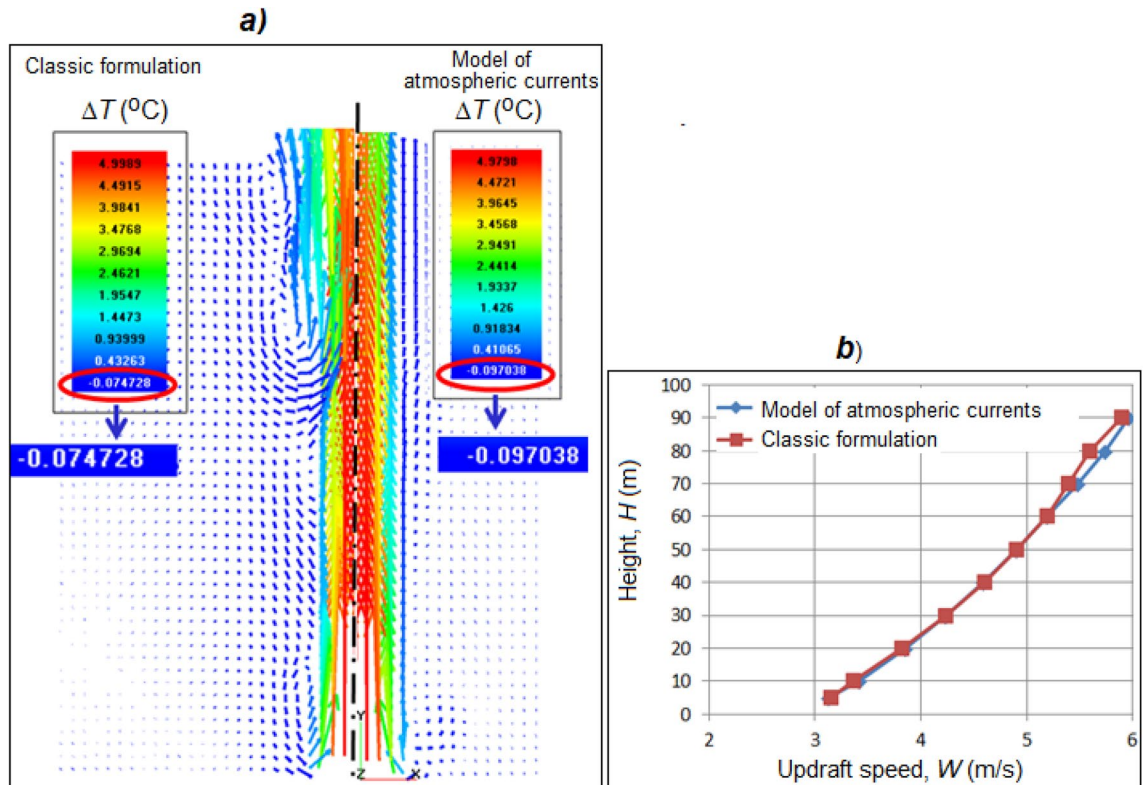 a)
Classic formulation
ΔT (ºC)
4.9989
4.4915
3.9841
3.4768
2.9694
2.4621
1.9547
1.4473
0.93999
0.43263
-0.074728
-0.074728
Model of
atmospheric currents
ΔT (ºC)
4.9798
4.4721
3.9645
3.4568
2.9491
2.4414
1.9337
1.426
0.91834
0.41065
-0.097038
-0.097038
Y
Z
X
b)
Model of atmospheric currents
Classic formulation
Height, H (m)
100
90
80
70
60
50
40
30
20
10
0
2
3
4
5
6
Updraft speed, W (m/s)